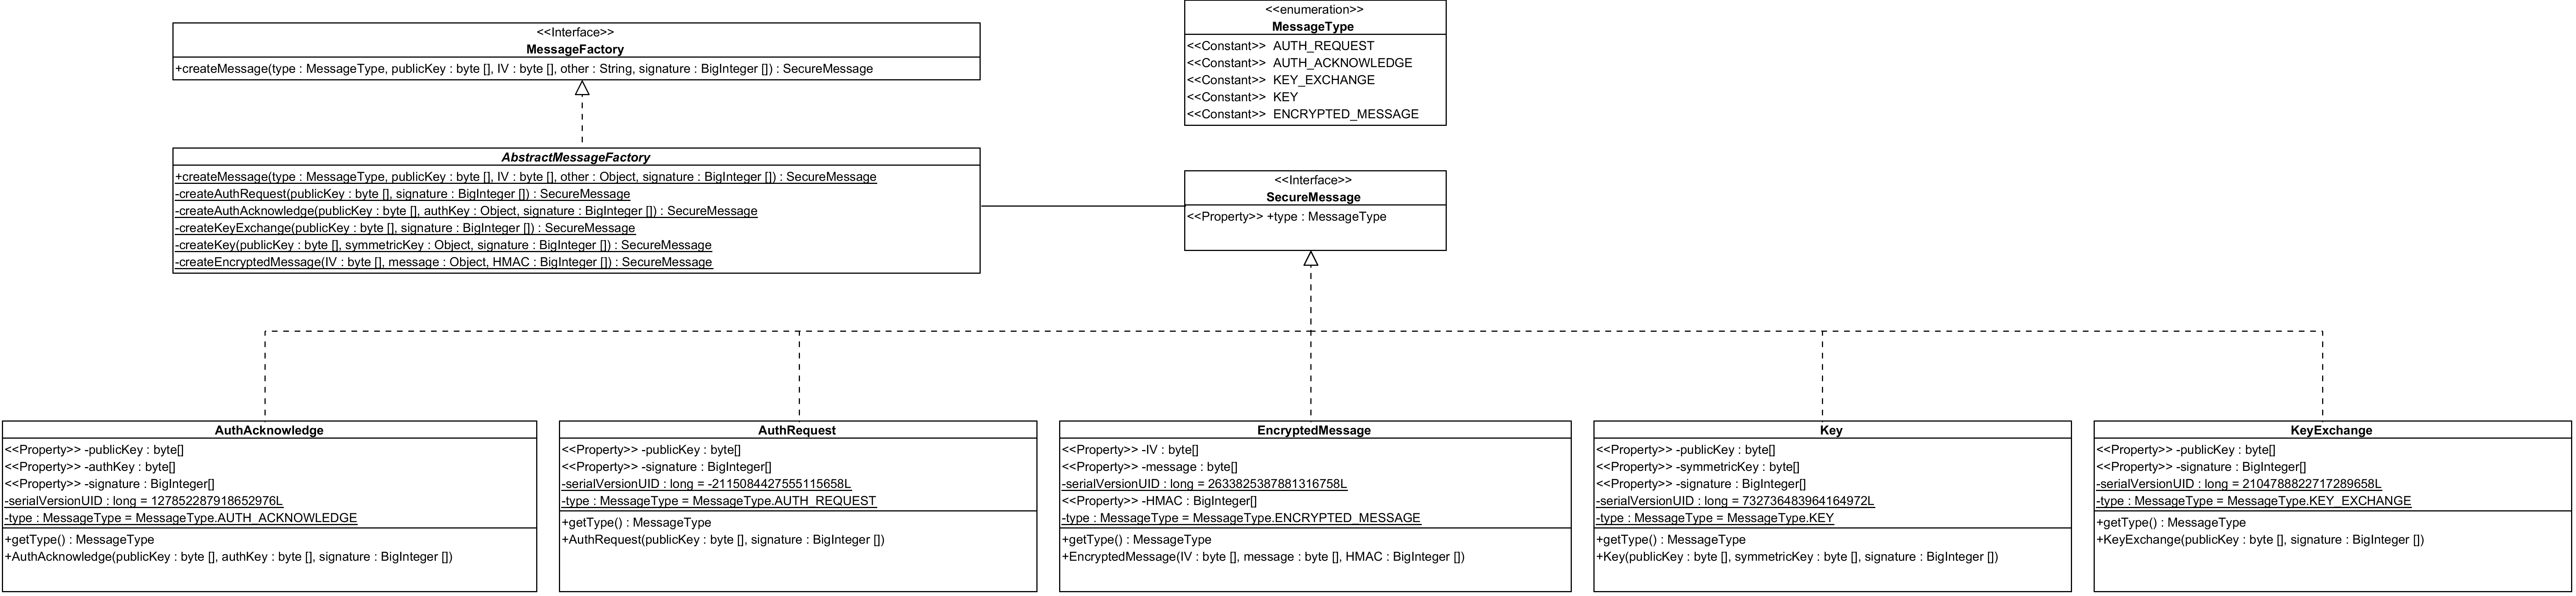 <<Interface>>
MessageFactory
+createMessage(type : MessageType, publicKey : byte [], IV : byte [], other : String, signature : BigInteger []) : SecureMessage
<<enumeration>>
MessageType
<<Constant>> AUTH_REQUEST
<<Constant>> AUTH_ACKNOWLEDGE
<<Constant>> KEY_EXCHANGE
<<Constant>> KEY
<<Constant>> ENCRYPTED_MESSAGE
AbstractMessageFactory
+createMessage(type : MessageType, publicKey : byte [], IV : byte [], other : Object, signature : BigInteger []) : SecureMessage
-createAuthRequest(publicKey : byte [], signature : BigInteger []) : SecureMessage
-createAuthAcknowledge(publicKey : byte [], authKey : Object, signature : BigInteger []) : SecureMessage
-createKeyExchange(publicKey : byte [], signature : BigInteger []) : SecureMessage
-createKey(publicKey : byte [], symmetricKey : Object, signature : BigInteger []) : SecureMessage
-createEncryptedMessage(IV : byte [], message : Object, HMAC : BigInteger []) : SecureMessage
<<Interface>>
SecureMessage
<<Property>> +type : MessageType
AuthAcknowledge
<<Property>> -publicKey : byte[]
<<Property>> -authKey : byte[]
<<Property>> -signature : BigInteger[]
-serialVersionUID : long = 127852287918652976L
-type : MessageType = MessageType.AUTH_ACKNOWLEDGE
+getType() : MessageType
+AuthAcknowledge(publicKey : byte [], authKey : byte [], signature : BigInteger [])
AuthRequest
<<Property>> -publicKey : byte[]
<<Property>> -signature : BigInteger[]
-serialVersionUID : long = -2115084427555115658L
-type : MessageType = MessageType.AUTH_REQUEST
+getType() : MessageType
+AuthRequest(publicKey : byte [], signature : BigInteger [])
EncryptedMessage
<<Property>> -IV : byte[]
<<Property>> -message : byte[]
-serialVersionUID : long = 2633825387881316758L
<<Property>> -HMAC : BigInteger[]
-type : MessageType = MessageType.ENCRYPTED_MESSAGE
+getType() : MessageType
+EncryptedMessage(IV : byte [], message : byte [], HMAC : BigInteger [])
Key
<<Property>> -publicKey : byte[]
<<Property>> -symmetricKey : byte[]
<<Property>> -signature : BigInteger[]
-serialVersionUID : long = 732736483964164972L
-type : MessageType = MessageType.KEY
+getType() : MessageType
+Key(publicKey : byte [], symmetricKey : byte [], signature : BigInteger [])
KeyExchange
<<Property>> -publicKey : byte[]
<<Property>> -signature : BigInteger[]
-serialVersionUID : long = 2104788822717289658L
-type : MessageType = MessageType.KEY_EXCHANGE
+getType() : MessageType
+KeyExchange(publicKey : byte [], signature : BigInteger [])